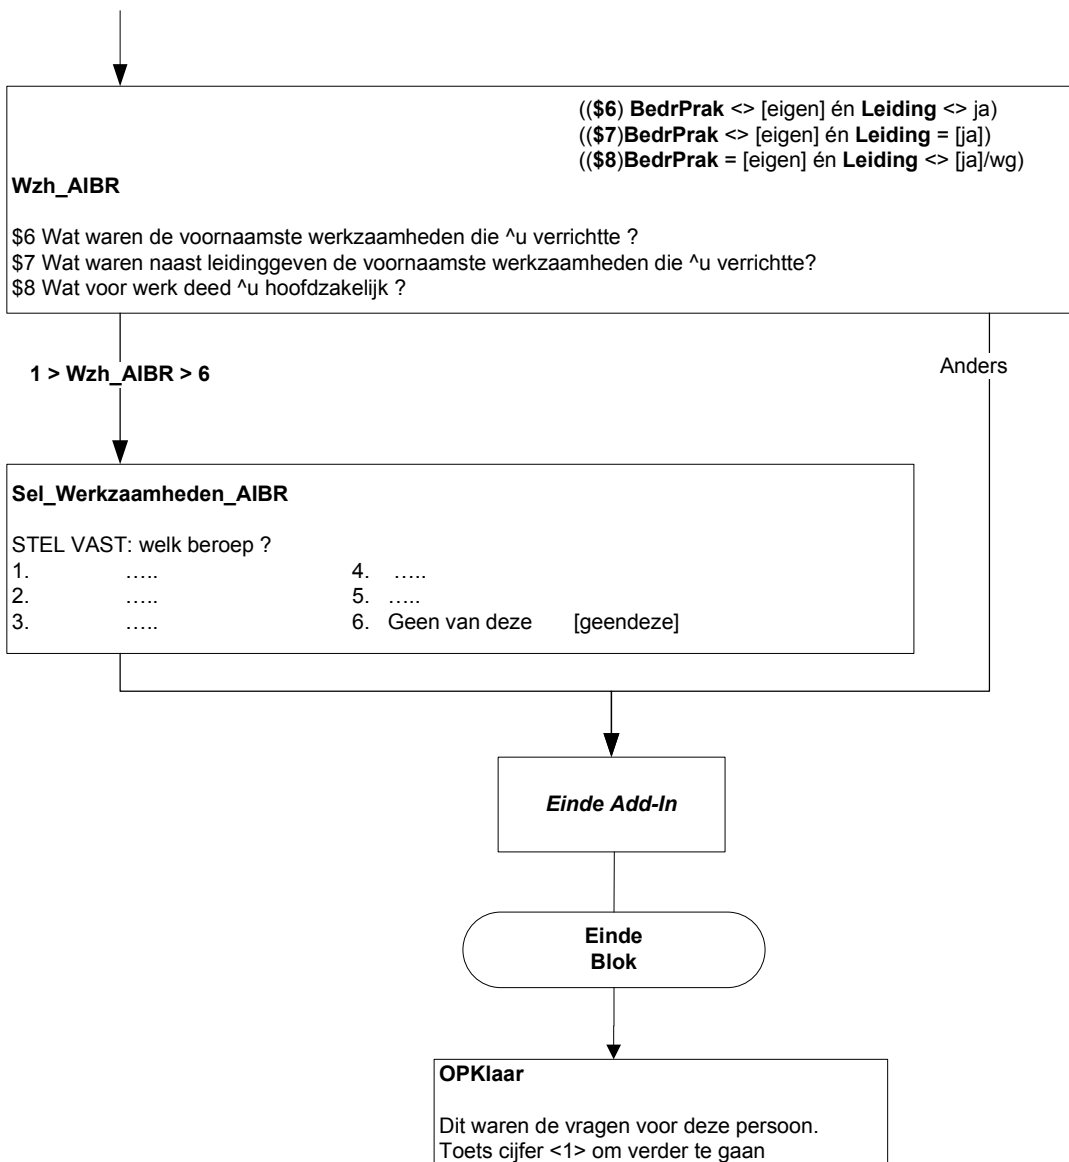 (($6) BedrPrak <> [eigen] én Leiding <> ja)
(($7)BedrPrak <> [eigen] én Leiding = [ja])
(($8)BedrPrak = [eigen] én Leiding <> [ja]/wg)
Wzh_AIBR
$6 Wat waren de voornaamste werkzaamheden die ^u verrichtte ?
$7 Wat waren naast leidinggeven de voornaamste werkzaamheden die ^u verrichtte?
$8 Wat voor werk deed ^u hoofdzakelijk ?
1 > Wzh_AIBR > 6
Anders
Sel_Werkzaamheden_AIBR
STEL VAST: welk beroep ?
1. ….. 4. …..
2. ….. 5. …..
3. ….. 6. Geen van deze [geendeze]
Einde Add-In
Einde
Blok
OPKlaar
Dit waren de vragen voor deze persoon.
Toets cijfer <1> om verder te gaan